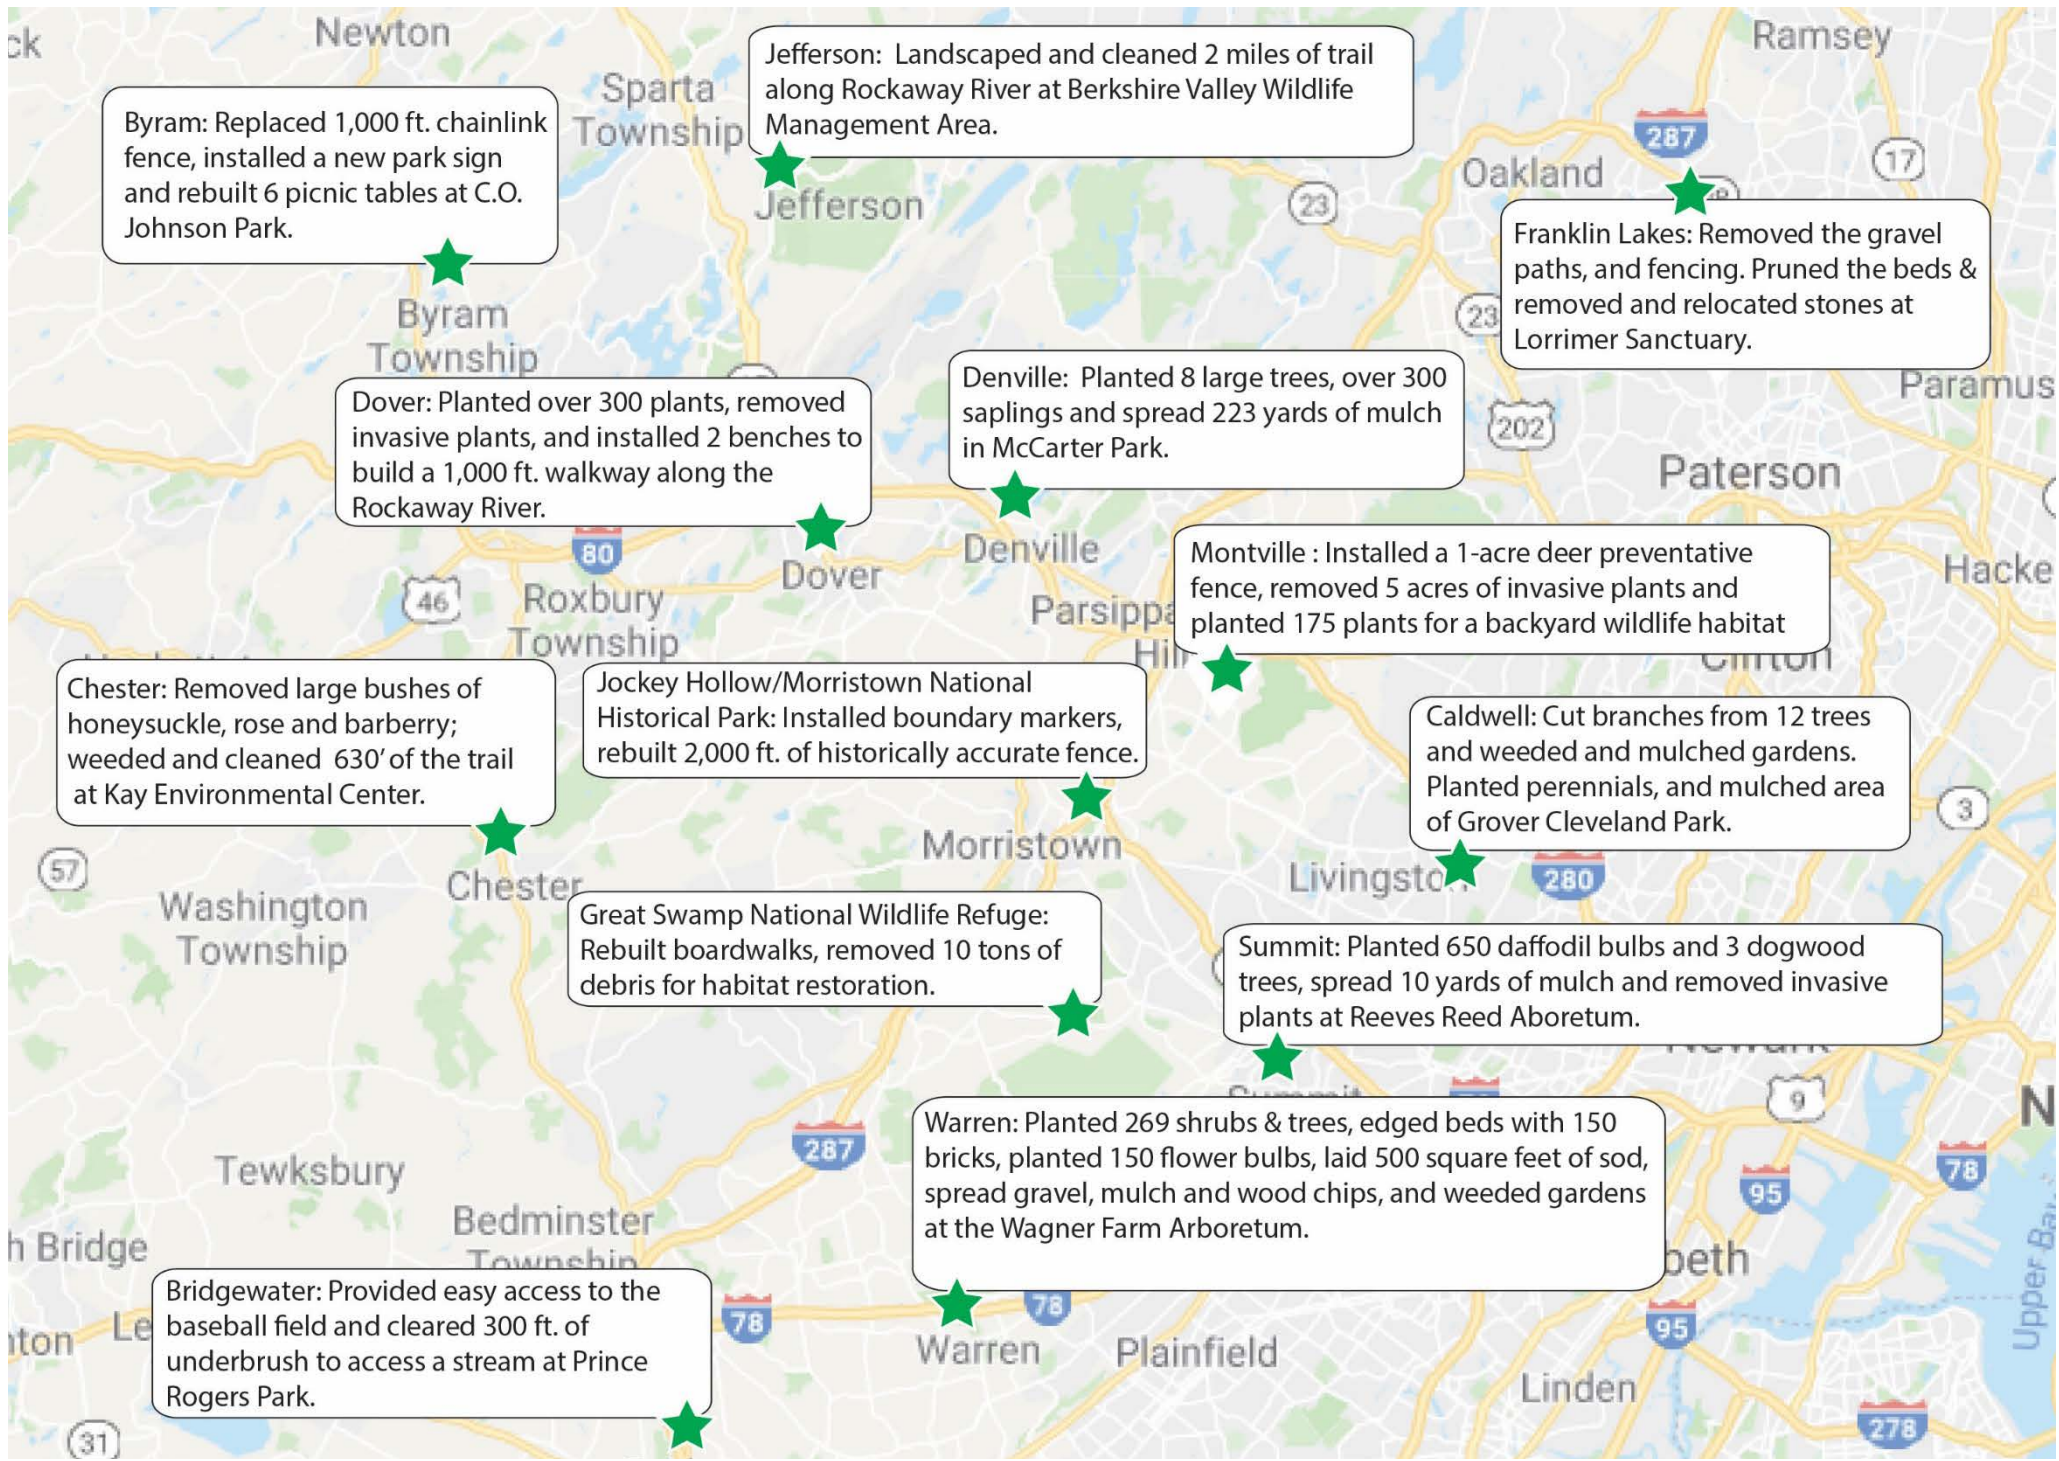 ck
Newton
Ramsey
Jefferson:  Landscaped and cleaned 2 miles of trail
along Rockaway River at Berkshire Valley Wildlife
Management Area.
Sparta
Township
Byram: Replaced 1,000 ft. chainlink
fence, installed a new park sign
and rebuilt 6 picnic tables at C.O.
Johnson Park.
287
17
Oakland
Jefferson
23
Franklin Lakes: Removed the gravel
paths, and fencing. Pruned the beds &
removed and relocated stones at
Lorrimer Sanctuary.
Byram
Township
23
Paramus
Dover: Planted over 300 plants, removed
invasive plants, and installed 2 benches to
build a 1,000 ft. walkway along the
Rockaway River.
Denville:  Planted 8 large trees, over 300
saplings and spread 223 yards of mulch
in McCarter Park.
202
Paterson
80
Denville
Dover
Montville : Installed a 1-acre deer preventative
fence, removed 5 acres of invasive plants and
planted 175 plants for a backyard wildlife habitat
Hacke
46
Roxbury
Township
Parsippa
Hill
Clifton
Chester: Removed large bushes of
honeysuckle, rose and barberry;
weeded and cleaned  630' of the trail
at Kay Environmental Center.
Jockey Hollow/Morristown National
Historical Park: Installed boundary markers,
rebuilt 2,000 ft. of historically accurate fence.
Caldwell: Cut branches from 12 trees
and weeded and mulched gardens.
Planted perennials, and mulched area
of Grover Cleveland Park.
3
Morristown
57
Livingston
280
Chester
Washington
Township
Great Swamp National Wildlife Refuge:
Rebuilt boardwalks, removed 10 tons of
debris for habitat restoration.
Summit: Planted 650 daffodil bulbs and 3 dogwood
trees, spread 10 yards of mulch and removed invasive
plants at Reeves Reed Aboretum.
Newark
Summit
9
N
Warren: Planted 269 shrubs & trees, edged beds with 150
bricks, planted 150 flower bulbs, laid 500 square feet of sod,
spread gravel, mulch and wood chips, and weeded gardens
at the Wagner Farm Arboretum.
287
78
95
Tewksbury
Bedminster
Township
h Bridge
beth
Upper Bay
Bridgewater: Provided easy access to the
baseball field and cleared 300 ft. of
underbrush to access a stream at Prince
Rogers Park.
78
78
95
nton
Le
Warren
Plainfield
Linden
31
278